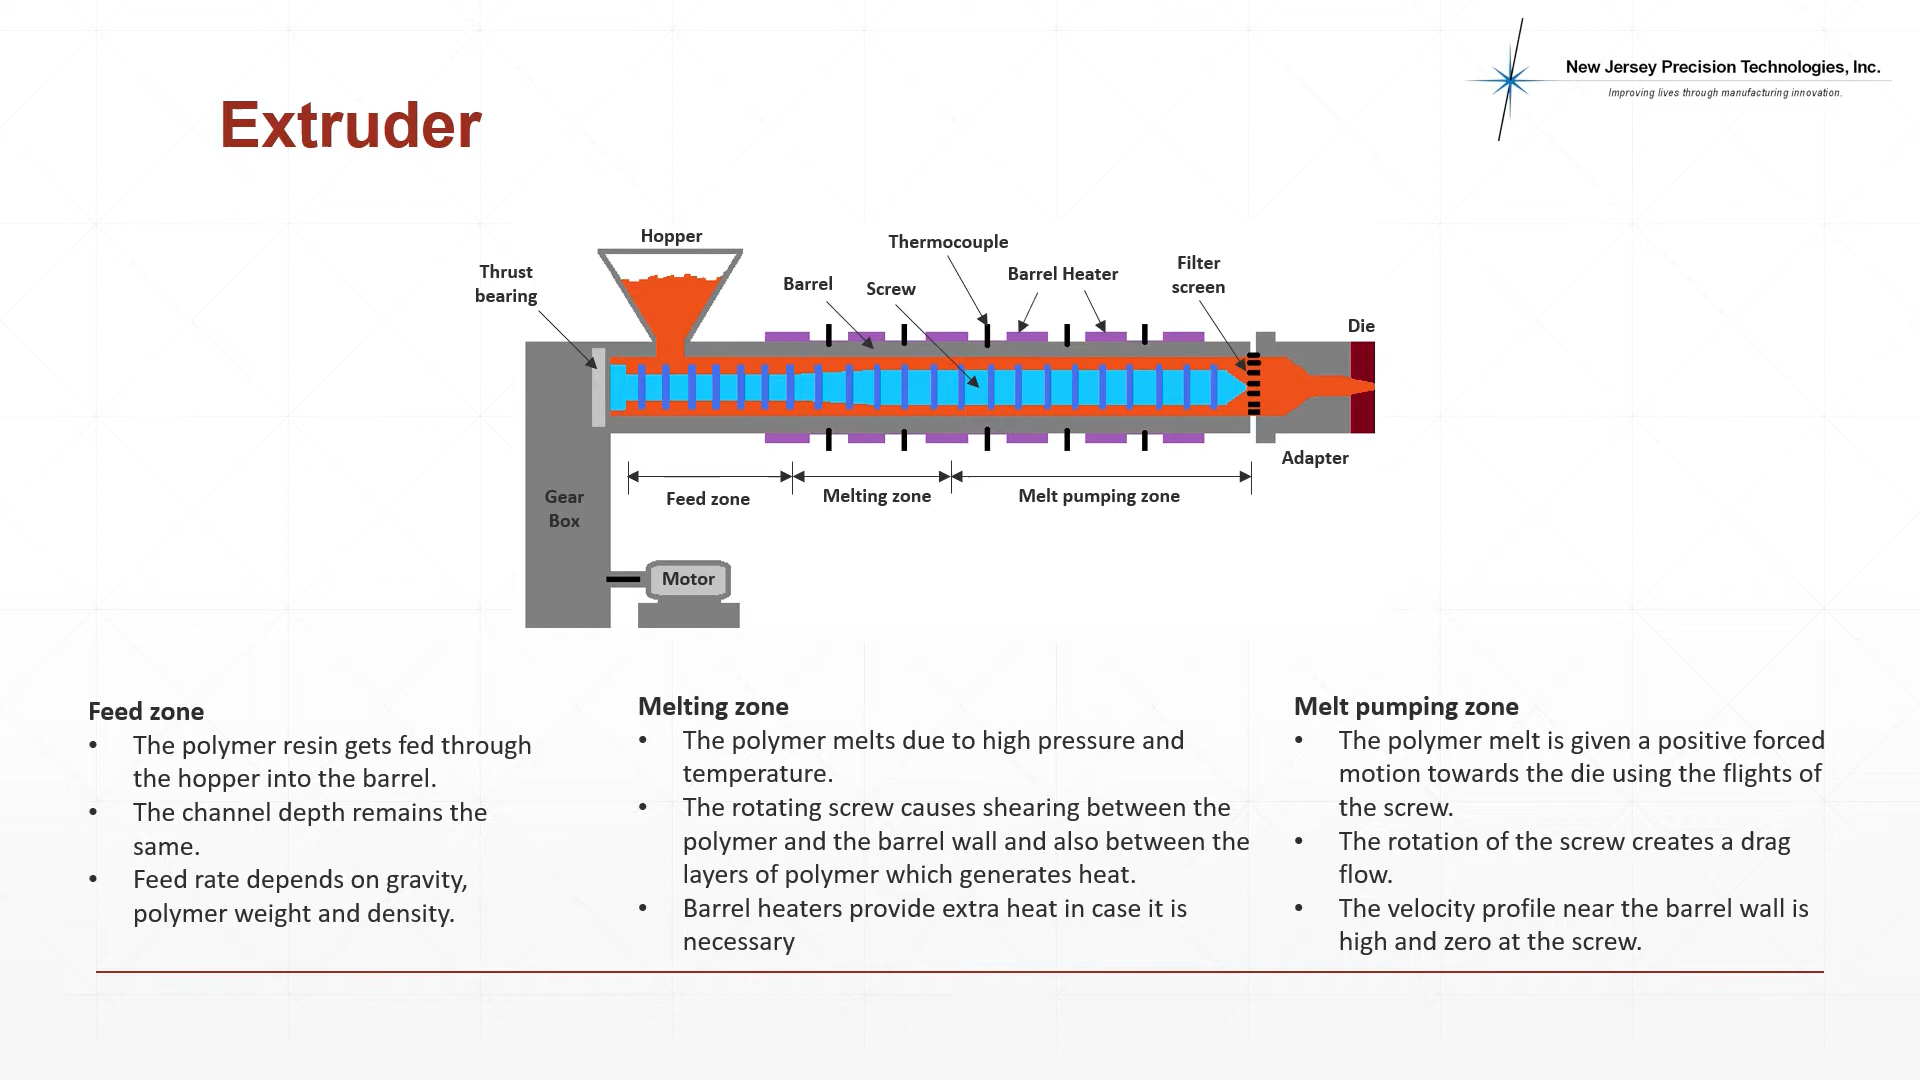 New Jersey Precision Technologies, Inc.
Improving lives through manufacturing innovation.
Extruder
Hopper
Thermocouple
Thrust
bearing
Barrel
Screw
Barrel Heater
Filter
screen
Die
Adapter
Feed zone
Melting zone
Melt pumping zone
Gear
Box
Motor
Feed zone
• The polymer resin gets fed through
the hopper into the barrel.
• The channel depth remains the
same.
• Feed rate depends on gravity,
polymer weight and density.
Melting zone
• The polymer melts due to high pressure and
temperature.
• The rotating screw causes shearing between the
polymer and the barrel wall and also between the
layers of polymer which generates heat.
• Barrel heaters provide extra heat in case it is
necessary
Melt pumping zone
• The polymer melt is given a positive forced
motion towards the die using the flights of
the screw.
• The rotation of the screw creates a drag
flow.
• The velocity profile near the barrel wall is
high and zero at the screw.